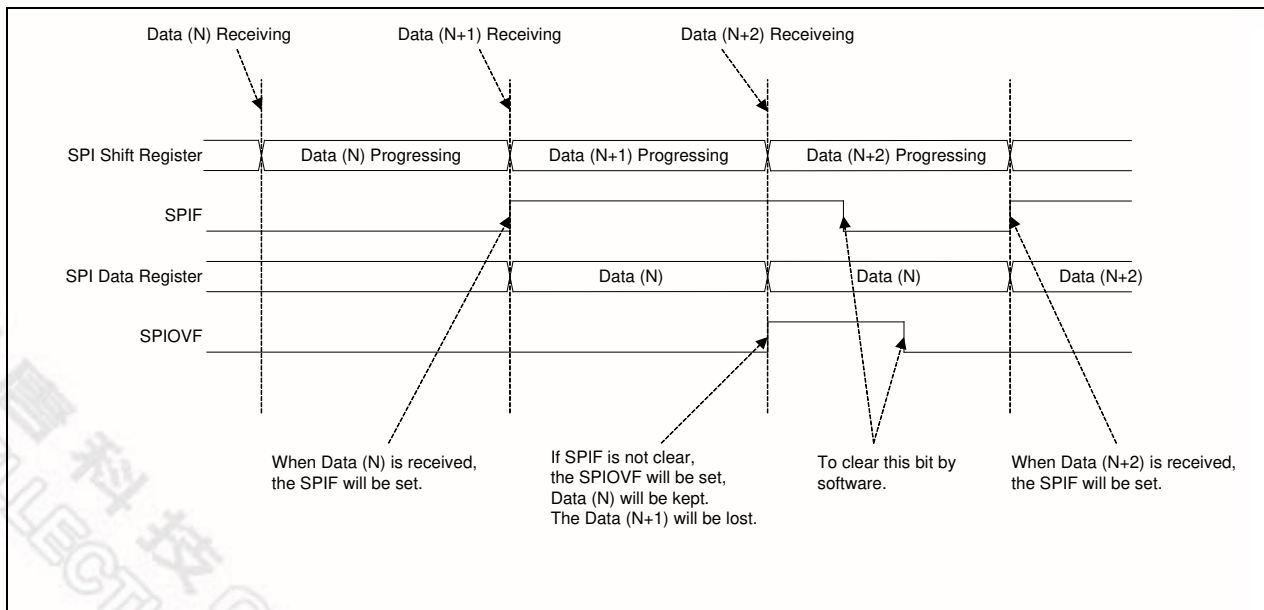 Data (N) Receiving
Data (N+1) Receiving
Data (N+2) Receiveing
SPI Shift Register
Data (N) Progressing
Data (N+1) Progressing
Data (N+2) Progressing
SPIF
SPI Data Register
Data (N)
Data (N)
Data (N+2)
SPIOVF
When Data (N) is received,
the SPIF will be set.
If SPIF is not clear,
the SPIOVF will be set,
Data (N) will be kept.
The Data (N+1) will be lost.
To clear this bit by
software.
When Data (N+2) is received,
the SPIF will be set.
科技